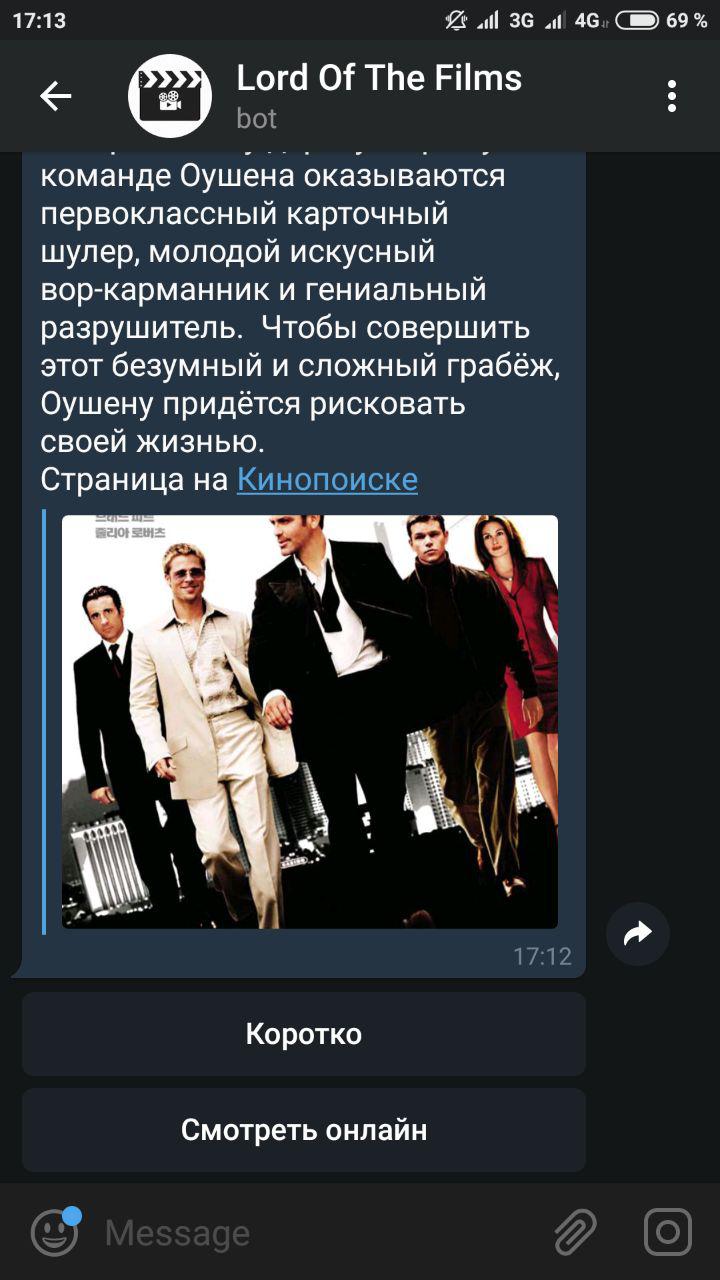 17:13
3G
4G
69 %
Lord Of The Films
bot
команде Оушена оказываются
первоклассный карточный
шулер, молодой искусный
вор-карманник и гениальный
разрушитель. Чтобы совершить
этот безумный и сложный грабёж,
Оушену придётся рисковать
своей жизнью.
Страница на Кинопоиске
줄리아 로버츠
17:12
Коротко
Смотреть онлайн
Message